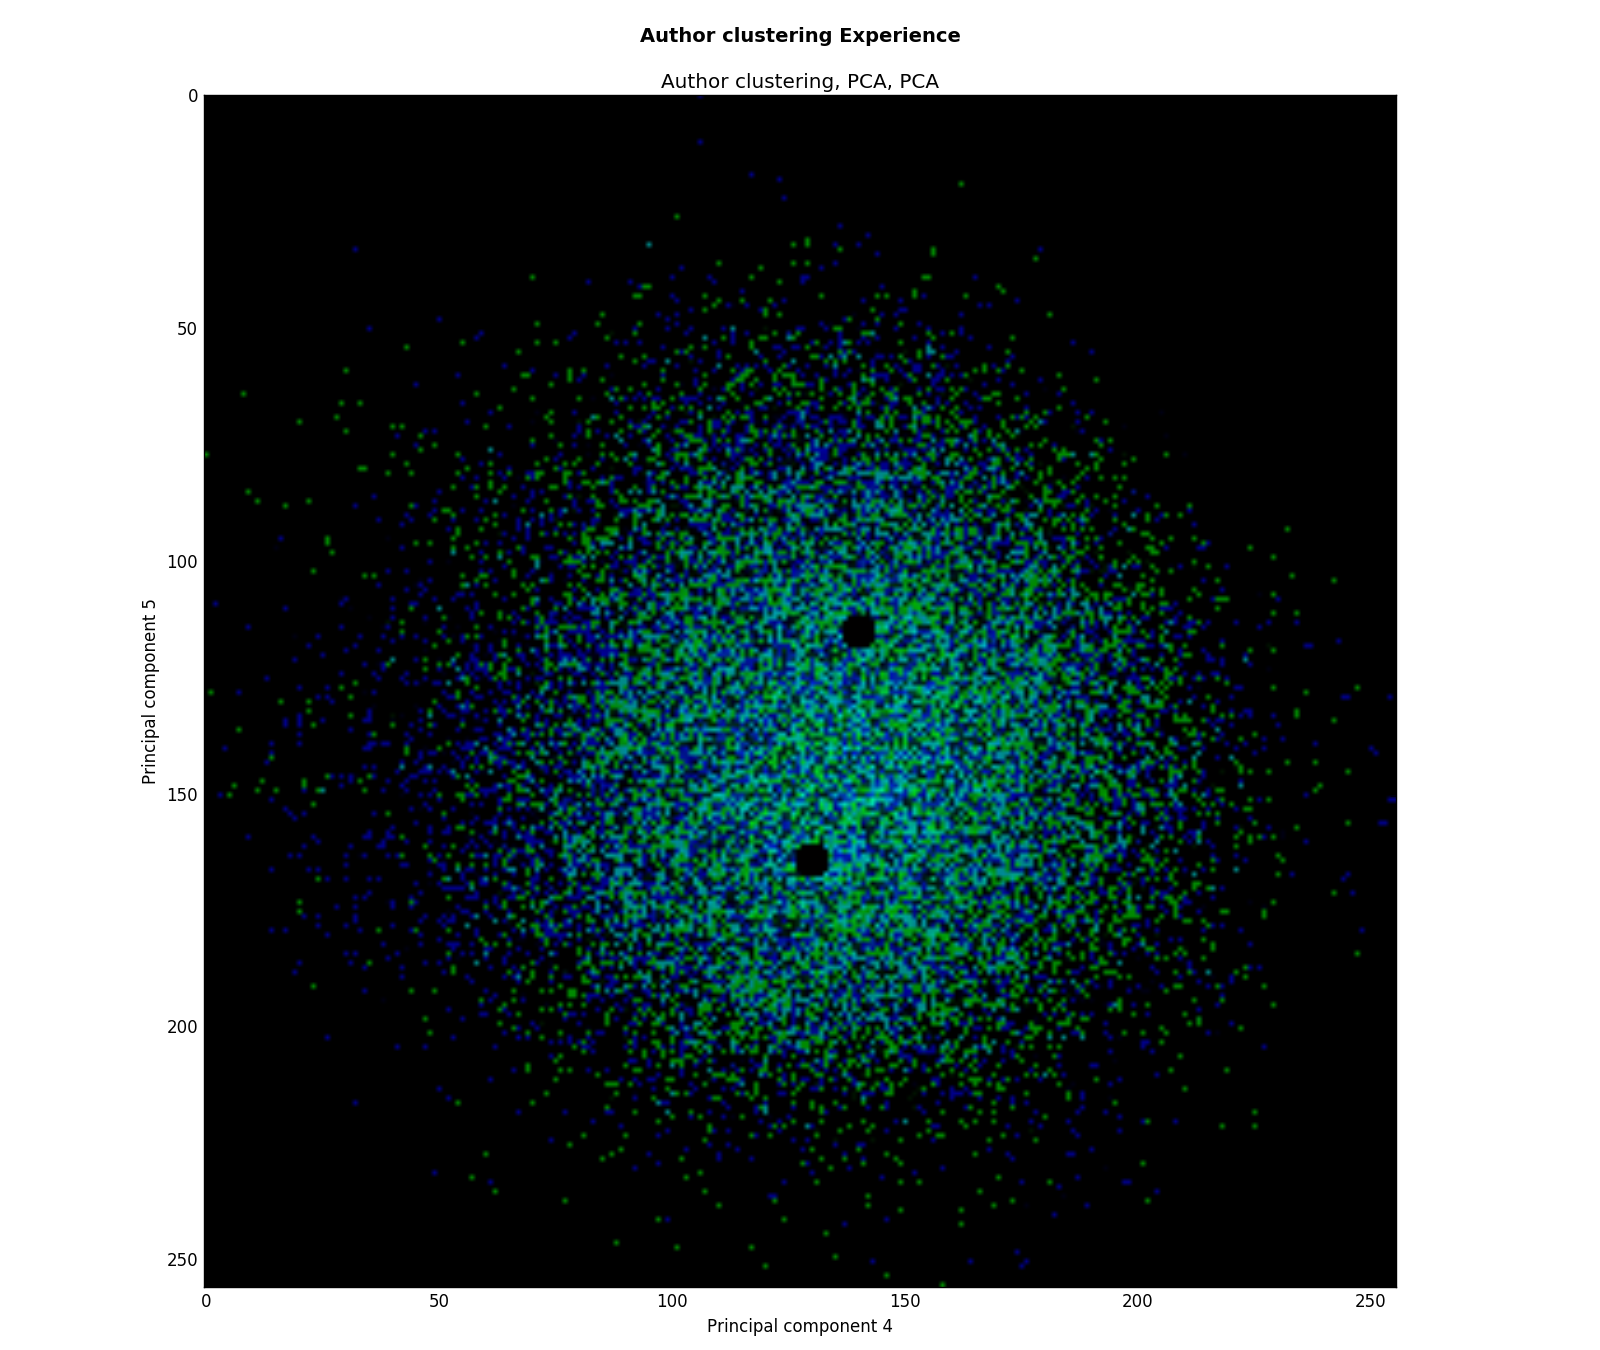 Author clustering Experience
Author clustering, PCA, PCA
0
50
100
150
200
250
Principal component 5
0 50 100 150 200 250
Principal component 4